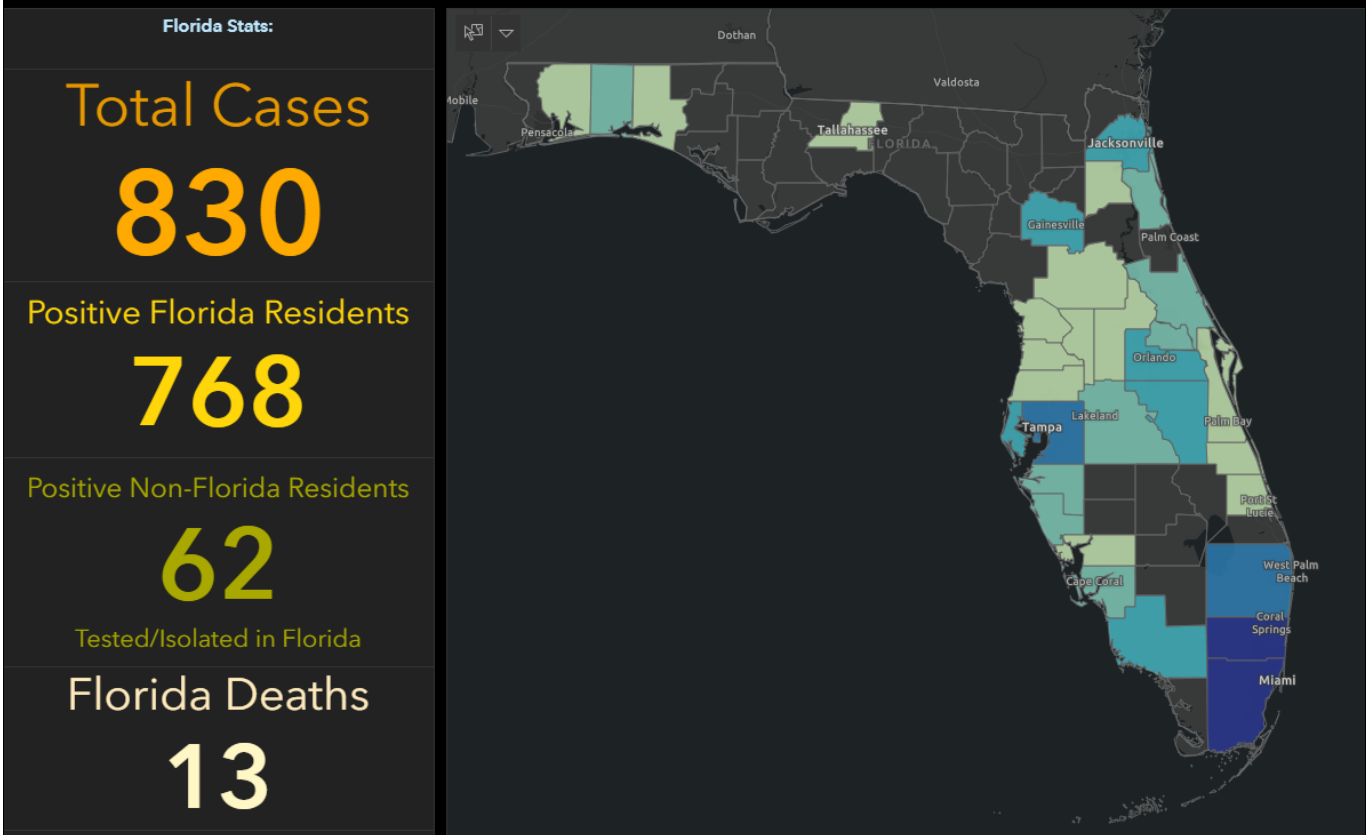 Florida Stats:
Total Cases
830
Positive Florida Residents
768
Positive Non-Florida Residents
62
Tested/Isolated in Florida
Florida Deaths
13
Dothan
Valdosta
Mobile
Pensacola
Tallahassee
FLORIDA
Jacksonville
Gainesville
Palm Coast
Orlando
Lakeland
Tampa
Palm Bay
Port St
Lucie
Cape Coral
West Palm
Beach
Coral
Springs
Miami